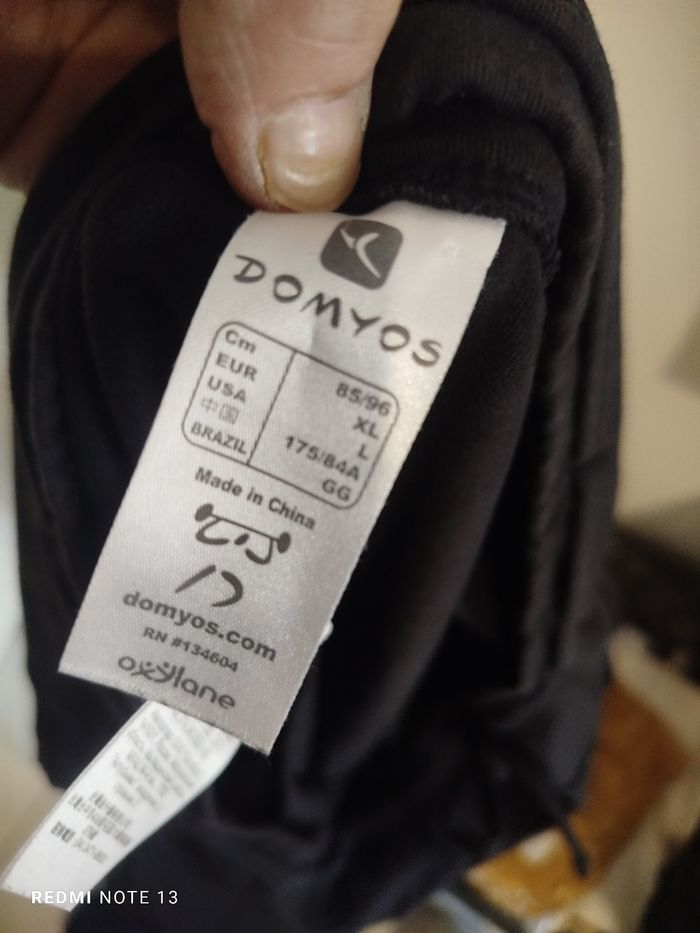 DOMYOS
Cm 85/96
EUR XL
USA L
中国 175/84A
BRAZIL GG
Made in China
domyos.com
RN #134604
oxylane
REDMI NOTE 13